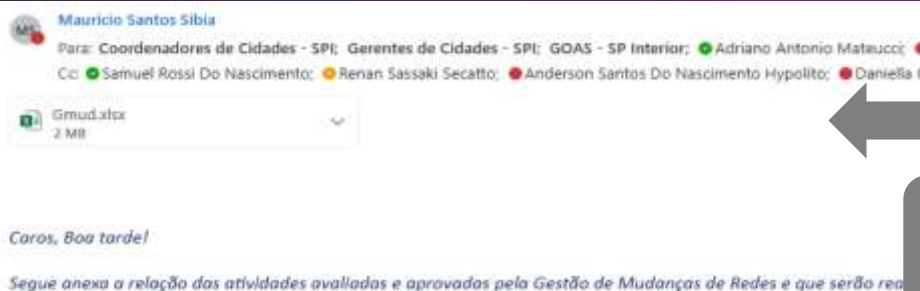 MS
Mauricio Santos Sibia
Para: Coordenadores de Cidades - SPI; Gerentes de Cidades - SPI; GOAS - SP Interior; Adriano Antonio Mateucci;
Cc: Samuel Rossi Do Nascimento; Renan Sassaki Secatto; Anderson Santos Do Nascimento Hypolito; Daniella
Gmud.xlsx
2 MB
Caros, Boa tarde!
Segue anexa a relação das atividades avaliadas e aprovadas pela Gestão de Mudanças de Redes e que serão